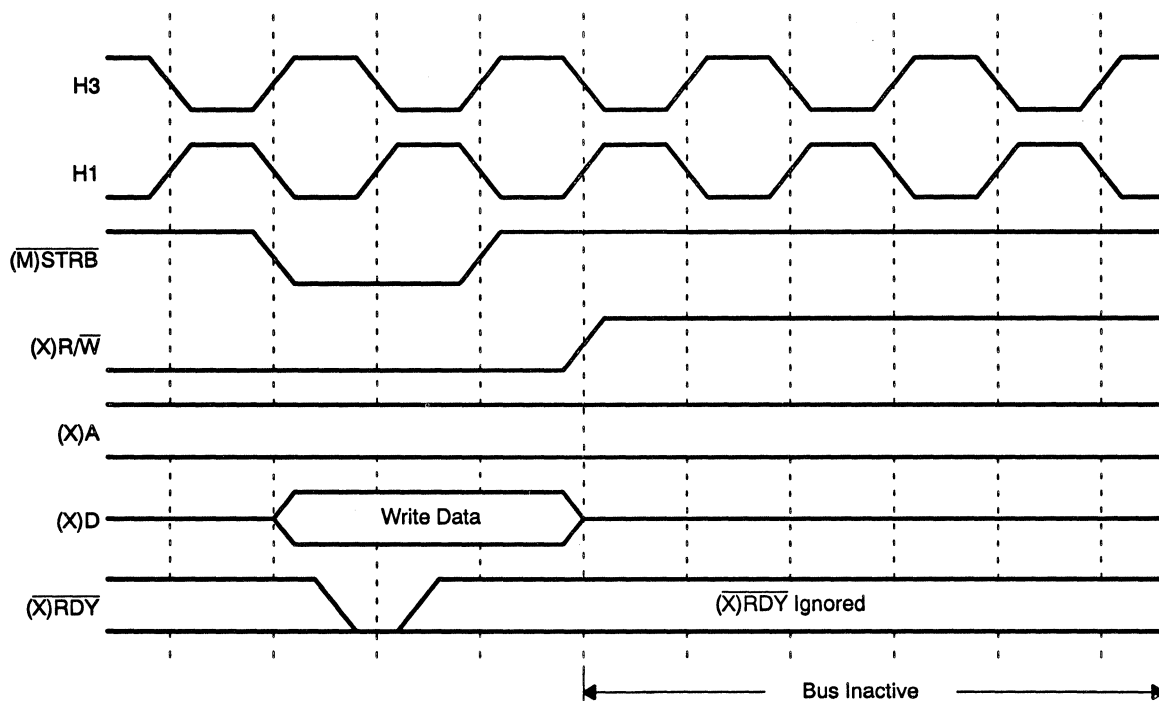 H3
H1
(M)STRB
(X)R/W
(X)A
(X)D
Write Data
(X)RDY
(X)RDY Ignored
Bus Inactive